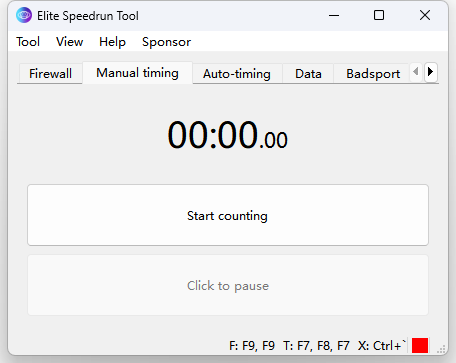 Elite Speedrun Tool
Tool View Help Sponsor
Firewall Manual timing Auto-timing Data Badsport
00:00.00
Start counting
Click to pause
F: F9, F9 T: F7, F8, F7 X: Ctrl+`